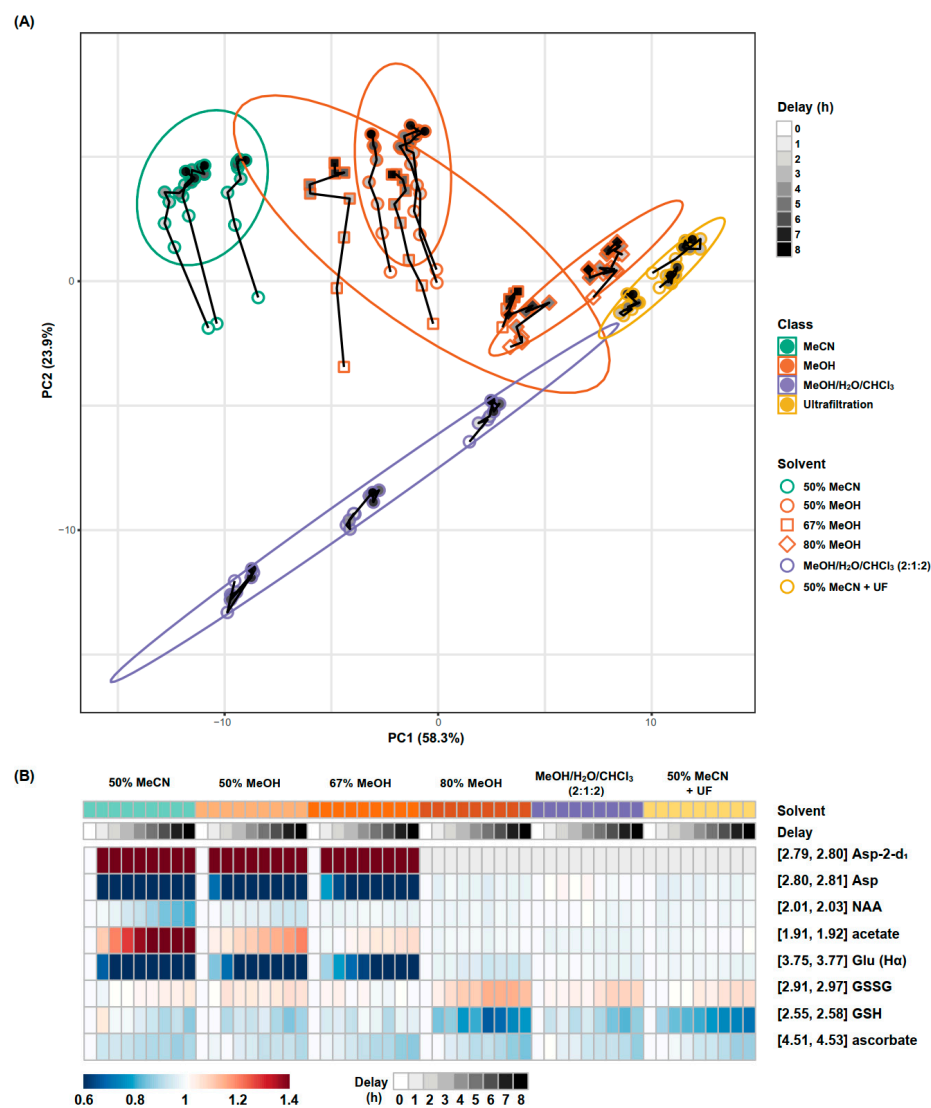 (A)
PC2 (23.9%)
0
−10
−10
0
10
PC1 (58.3%)
Delay (h)
0
1
2
3
4
5
6
7
8
Class
MeCN
MeOH
MeOH/H₂O/CHCl₃
Ultrafiltration
Solvent
50% MeCN
50% MeOH
67% MeOH
80% MeOH
MeOH/H₂O/CHCl₃ (2:1:2)
50% MeCN + UF
(B)
50% MeCN
50% MeOH
67% MeOH
80% MeOH
MeOH/H₂O/CHCl₃
(2:1:2)
50% MeCN
+ UF
Solvent
Delay
[2.79, 2.80] Asp-2-d₁
[2.80, 2.81] Asp
[2.01, 2.03] NAA
[1.91, 1.92] acetate
[3.75, 3.77] Glu (Hα)
[2.91, 2.97] GSSG
[2.55, 2.58] GSH
[4.51, 4.53] ascorbate
0.6 0.8 1 1.2 1.4
Delay
(h)
0 1 2 3 4 5 6 7 8